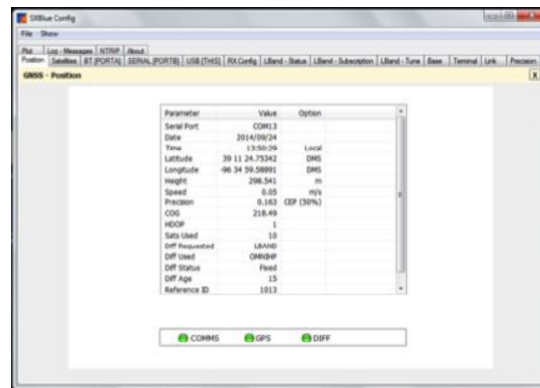 SXBlue Config
File Show
Plot Log - Messages NTRIP About
Position Satellites BT [PORTA] SERIAL [PORTB] USB [THIS] RX Config LBand - Status LBand - Subscription LBand - Tune Base Terminal Link Precision
GNSS - Position X
Parameter Value Option
Serial Port COM13
Date 2014/09/24
Time 13:50:29 Local
Latitude 39 11 24.75342 DMS
Longitude -96 34 59.58891 DMS
Height 298.541 m
Speed 0.05 m/s
Precision 0.163 CEP (50%)
COG 218.49
HDOP 1
Sats Used 10
Diff Requested LBAND
Diff Used OMNIHP
Diff Status Fixed
Diff Age 15
Reference ID 1013
COMMS GPS DIFF